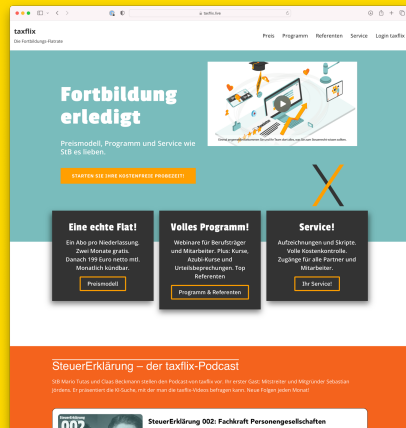 taxflix.live
taxflix
Die Fortbildungs-Flatrate
Preis Programm Referenten Service Login taxflix
Fortbildung
erledigt
Preismodell, Programm und Service wie
StB es lieben.
STARTEN SIE IHRE KOSTENFREIE PROBEZEIT!
Eine echte Flat!
Ein Abo pro Niederlassung.
Zwei Monate gratis.
Danach 199 Euro netto mtl.
Monatlich kündbar.
Preismodell
Volles Programm!
Webinare für Berufsträger
und Mitarbeiter. Plus: Kurse,
Azubi-Kurse und
Urteilsbesprechungen. Top
Referenten
Programm & Referenten
Service!
Aufzeichnungen und Skripte.
Volle Kostenkontrolle.
Zugänge für alle Partner und
Mitarbeiter.
Ihr Service!
SteuerErklärung – der taxflix-Podcast
StB Mario Tutas und Claas Beckmann stellen den Podcast von taxflix vor. Ihr erster Gast: Mitstreiter und Mitgründer Sebastian
Jördens. Er präsentiert die KI-Suche, mit der man die taxflix-Videos befragen kann. Neue Folgen jeden Monat!
SteuerErklärung
002
SteuerErklärung 002: Fachkraft Personengesellschaften